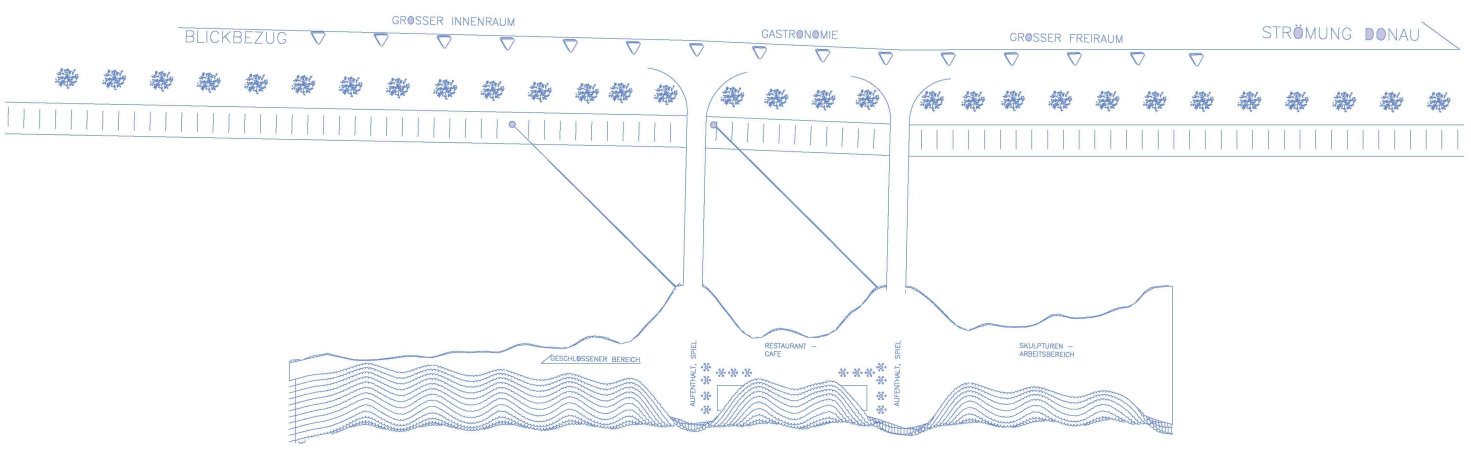 GROSSER INNENRAUM
BLICKBEZUG
GASTRONOMIE
GROSSER FREIRAUM
STRÖMUNG DONAU
GESCHLOSSENER BEREICH
AUFENTHALT, SPIEL
RESTAURANT –
CAFE
AUFENTHALT, SPIEL
SKULPTUREN –
ARBEITSBEREICH